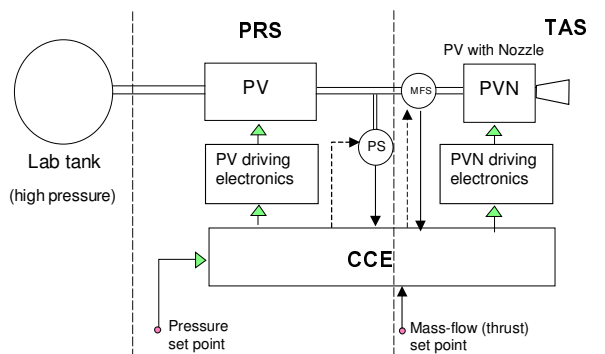 PRS
TAS
PV with Nozzle
PV
MFS
PVN
Lab tank
(high pressure)
PV driving
electronics
PS
PVN driving
electronics
CCE
Pressure
set point
Mass-flow (thrust)
set point